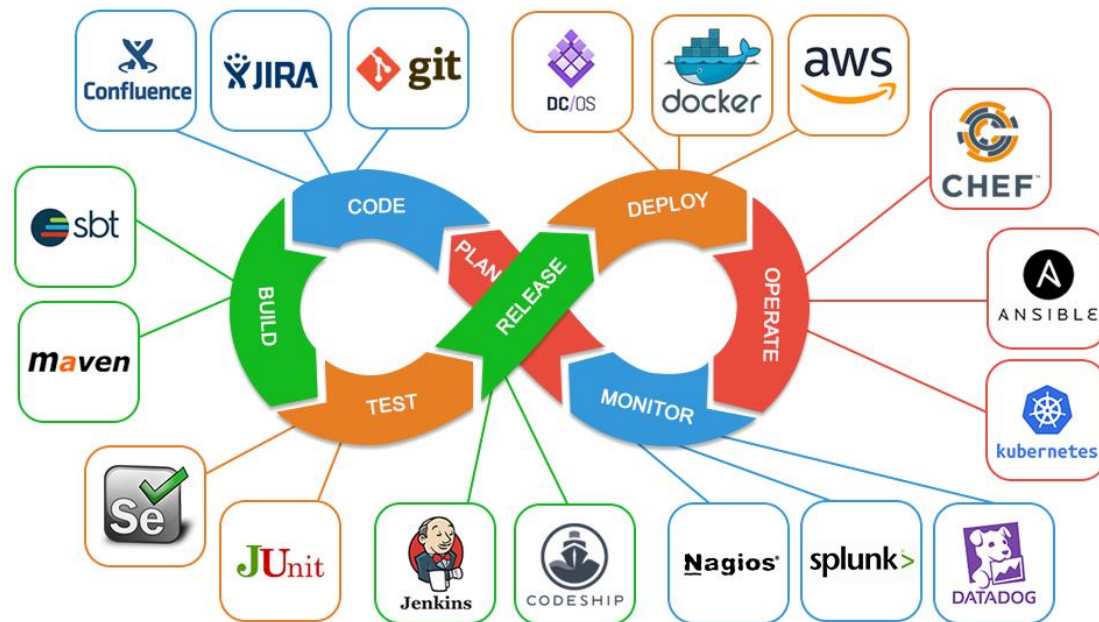 Confluence
JIRA
git
DC/OS
docker
aws
CHEF™
sbt
maven
CODE
PLAN
BUILD
TEST
RELEASE
DEPLOY
OPERATE
MONITOR
ANSIBLE
kubernetes
Se
JUnit
Jenkins
CODESHIP
Nagios®
splunk>
DATADOG